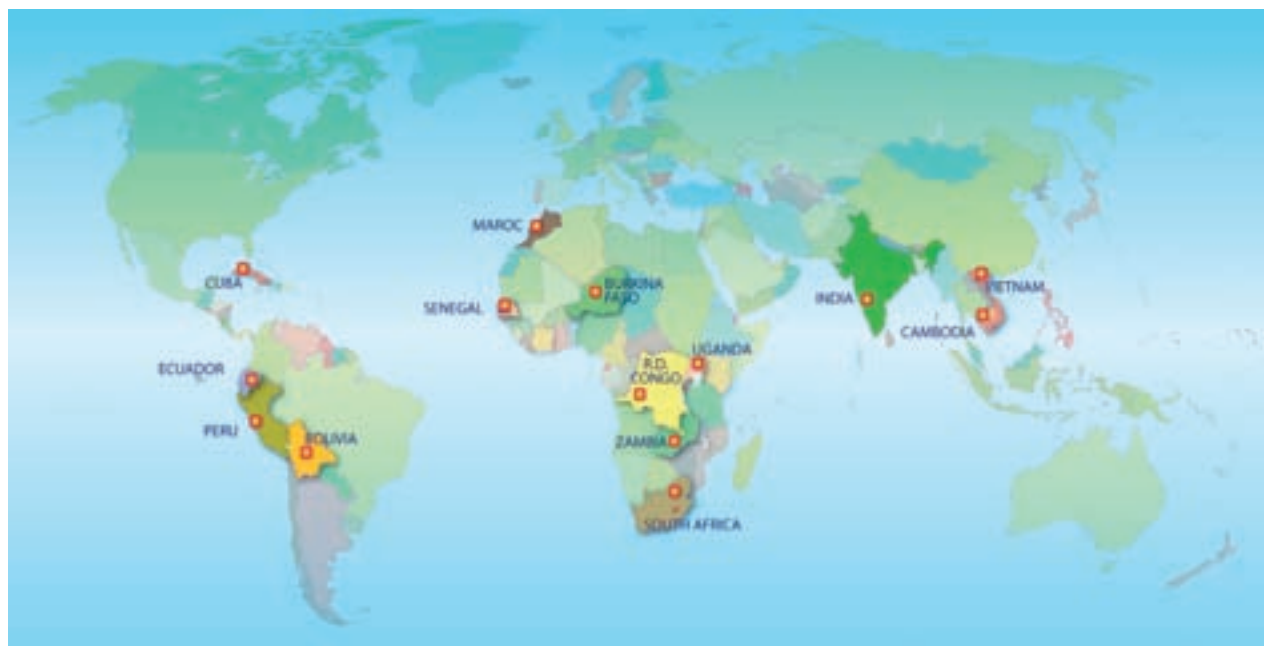 MAROC
CUBA
SENEGAL
BURKINA
FASO
INDIA
VIETNAM
CAMBODIA
ECUADOR
UGANDA
R.D.
CONGO
PERU
BOLIVIA
ZAMBIA
SOUTH AFRICA